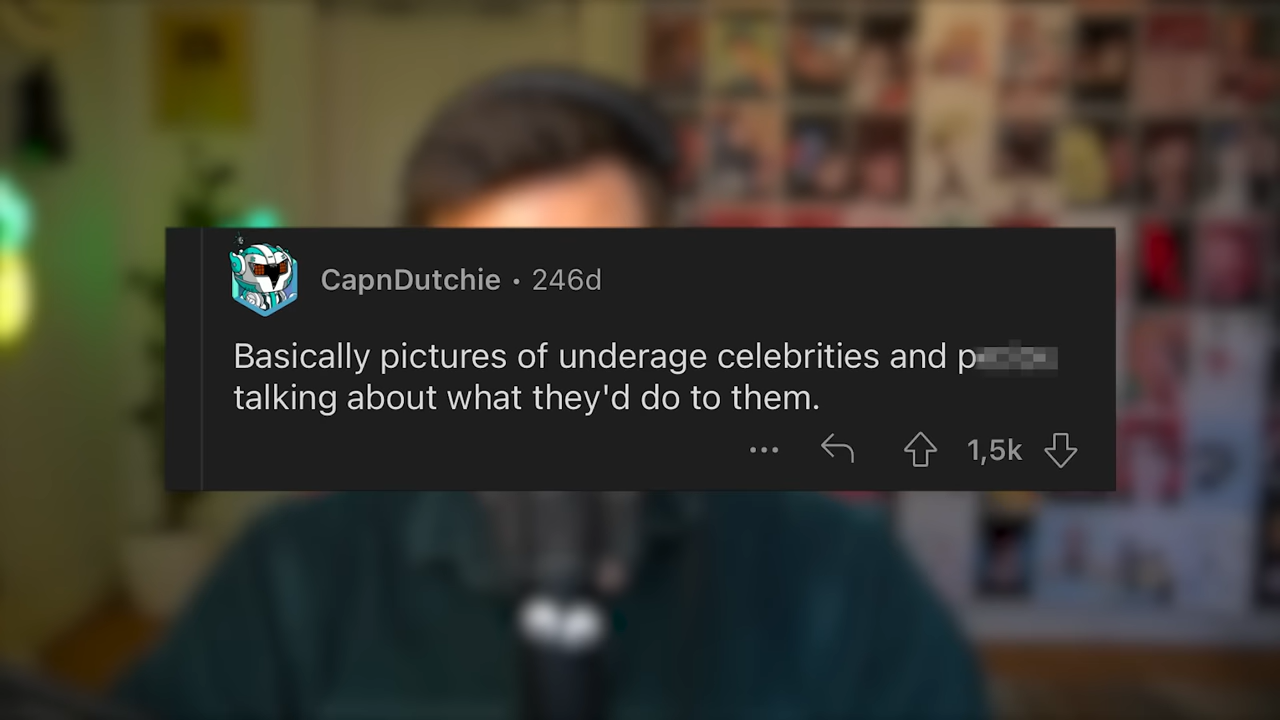 CapnDutchie • 246d
Basically pictures of underage celebrities and p
talking about what they'd do to them.
... 1,5k